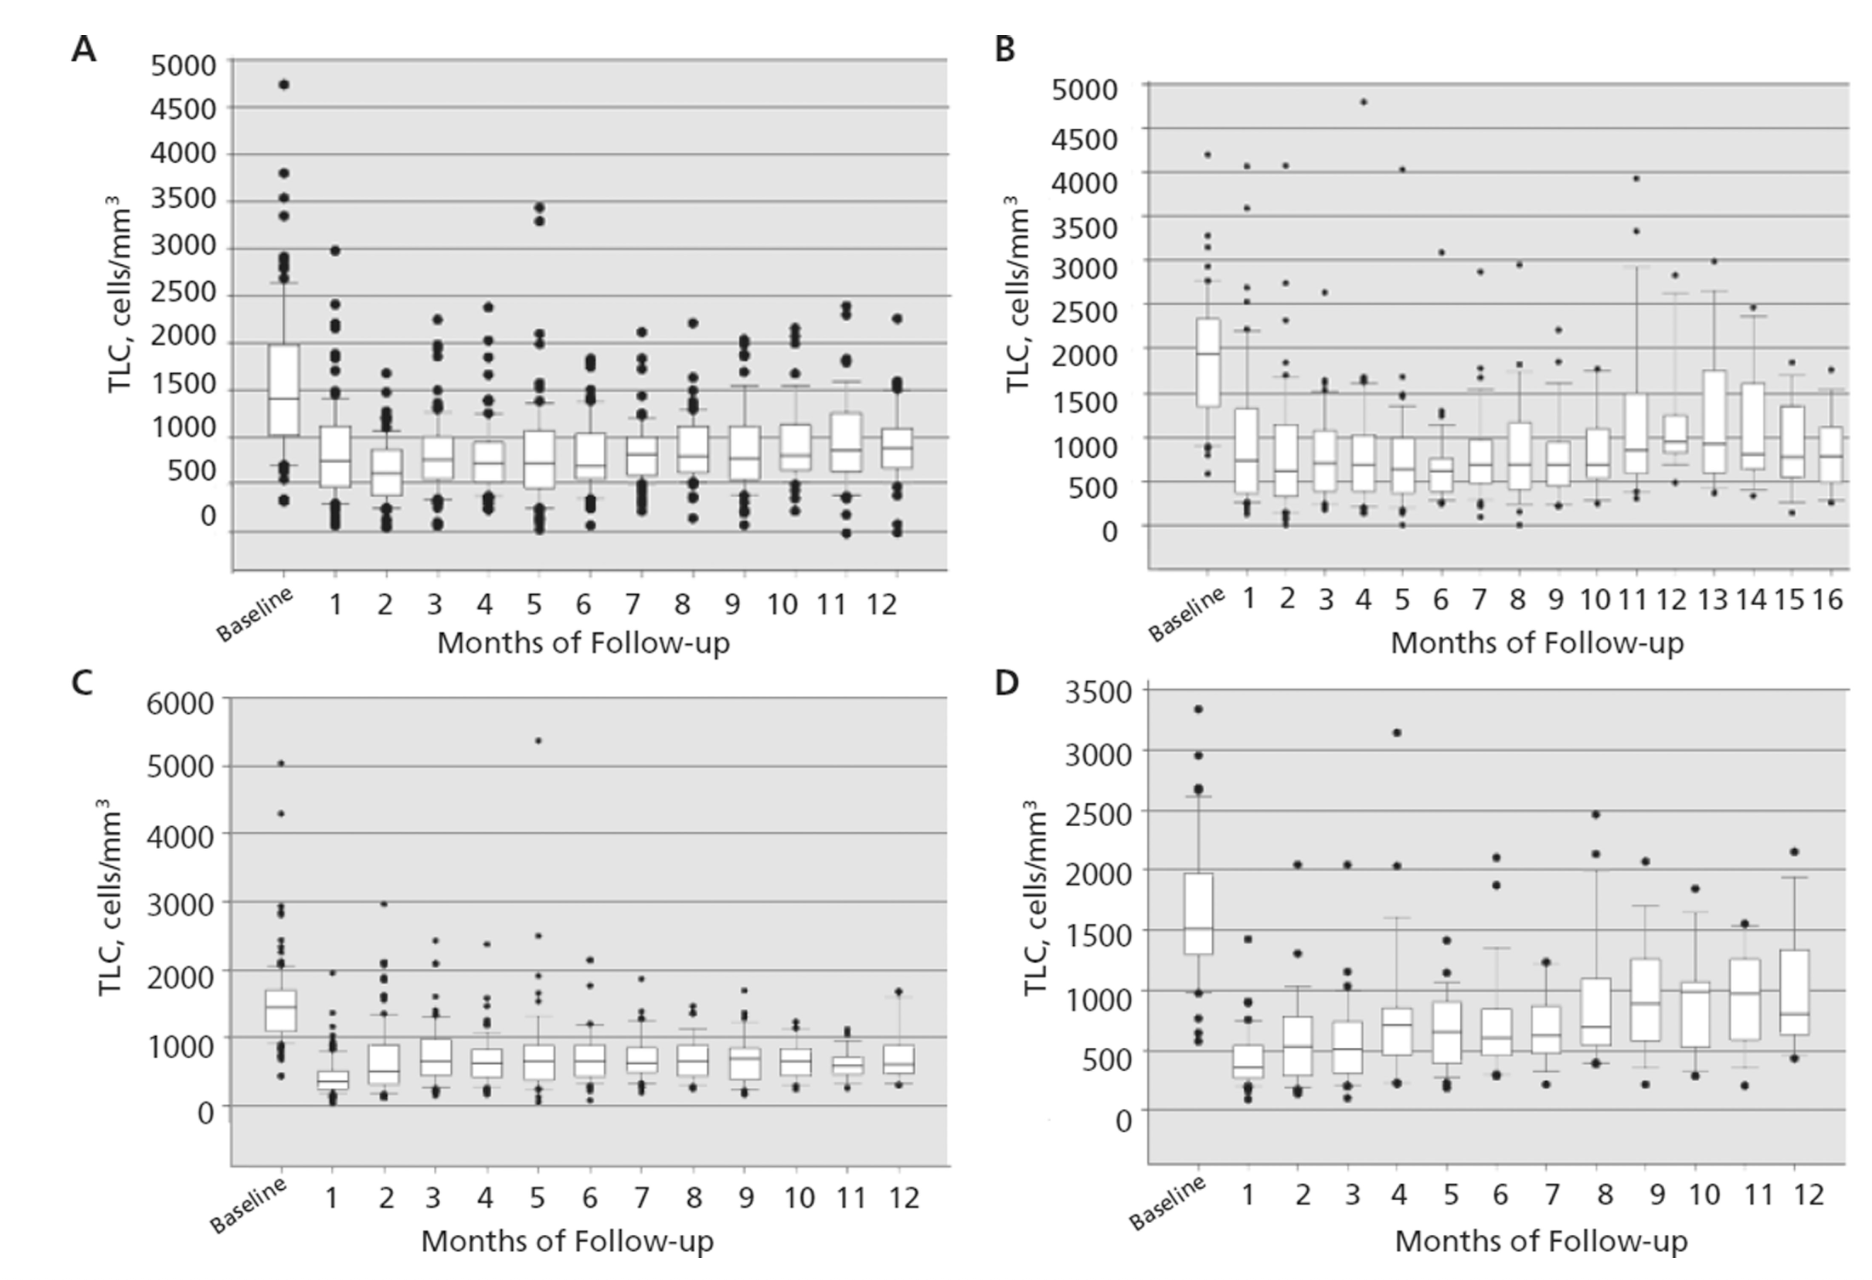 A
TLC, cells/mm³
5000
4500
4000
3500
3000
2500
2000
1500
1000
500
0
Baseline 1 2 3 4 5 6 7 8 9 10 11 12
Months of Follow-up
B
TLC, cells/mm³
5000
4500
4000
3500
3000
2500
2000
1500
1000
500
0
Baseline 1 2 3 4 5 6 7 8 9 10 11 12 13 14 15 16
Months of Follow-up
C
TLC, cells/mm³
6000
5000
4000
3000
2000
1000
0
Baseline 1 2 3 4 5 6 7 8 9 10 11 12
Months of Follow-up
D
TLC, cells/mm³
3500
3000
2500
2000
1500
1000
500
0
Baseline 1 2 3 4 5 6 7 8 9 10 11 12
Months of Follow-up